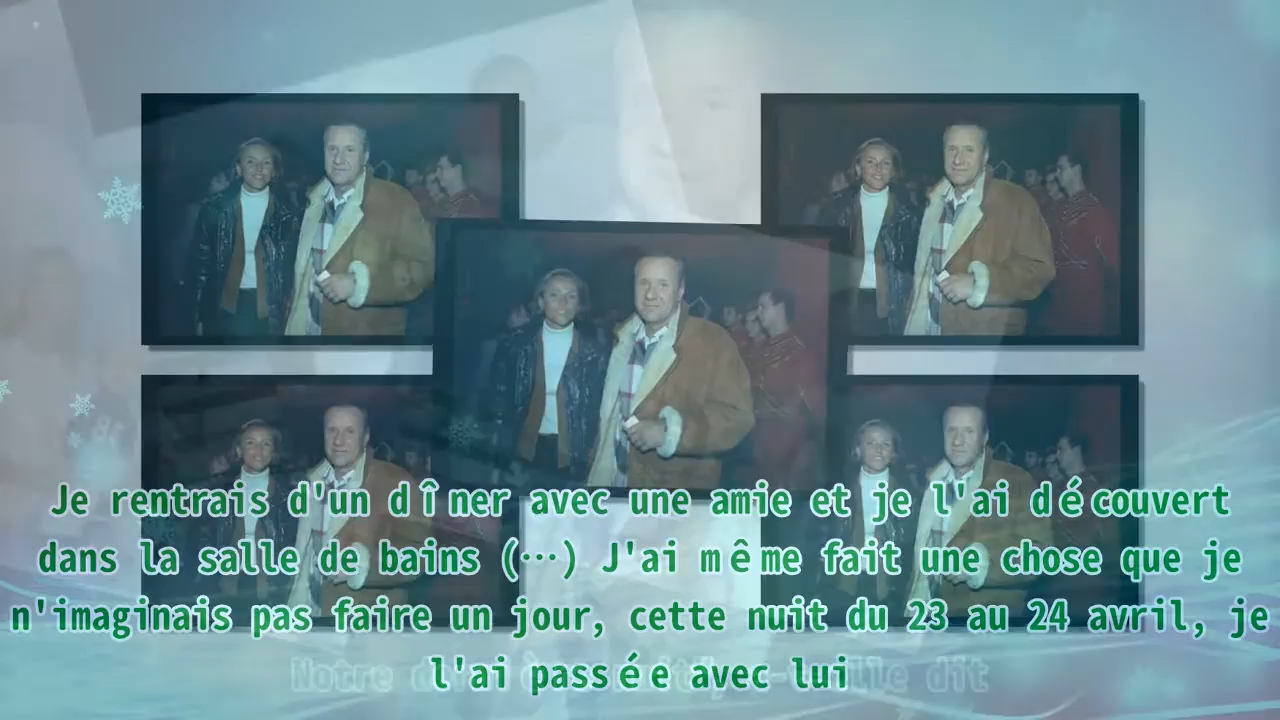 Je rentrais d'un dîner avec une amie et je l'ai découvert
dans la salle de bains (…) J'ai même fait une chose que je
n'imaginais pas faire un jour, cette nuit du 23 au 24 avril, je
l'ai passée avec lui
Notre dit